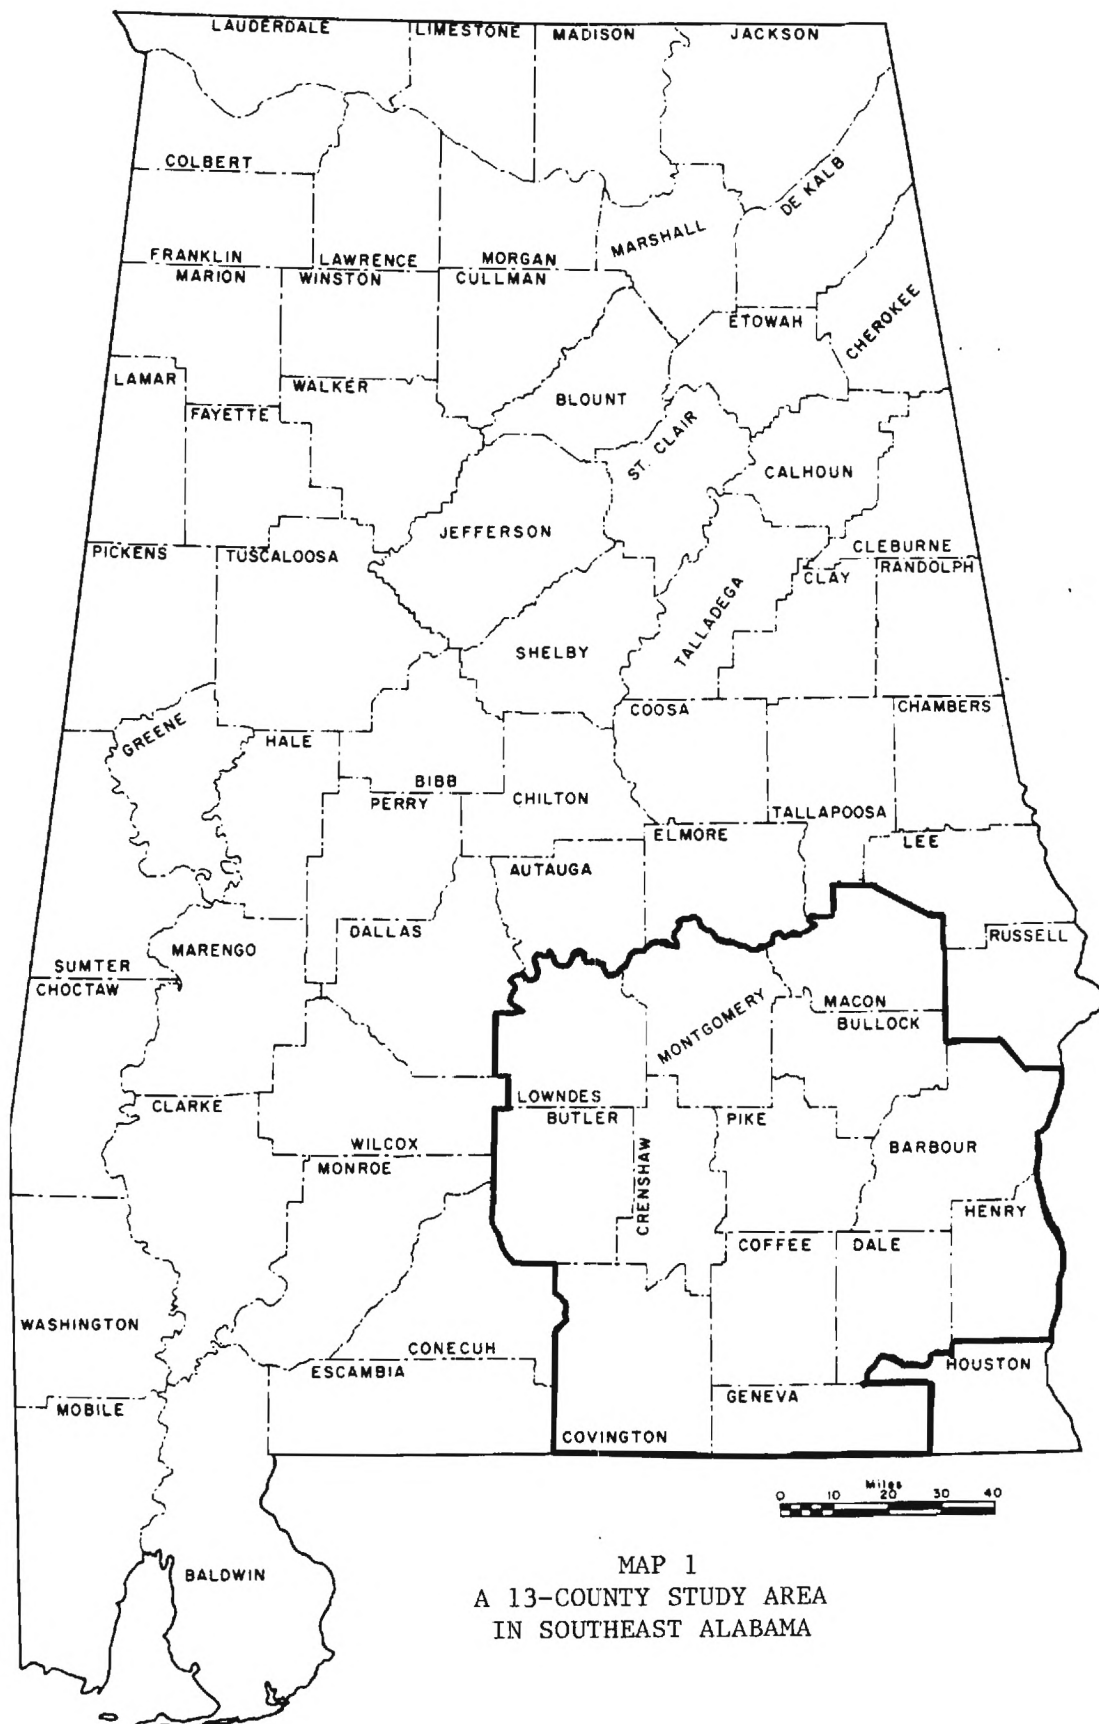 LAUDERDALE
LIMESTONE
MADISON
JACKSON
COLBERT
DE KALB
MARSHALL
FRANKLIN
LAWRENCE
MORGAN
MARION
WINSTON
CULLMAN
ETOWAH
CHEROKEE
LAMAR
WALKER
BLOUNT
FAYETTE
ST. CLAIR
CALHOUN
JEFFERSON
PICKENS
TUSCALOOSA
CLEBURNE
CLAY
RANDOLPH
TALLADEGA
SHELBY
COOSA
CHAMBERS
GREENE
HALE
BIBB
PERRY
CHILTON
TALLAPOOSA
ELMORE
LEE
AUTAUGA
DALLAS
RUSSELL
MARENGO
SUMTER
CHOCTAW
MACON
MONTGOMERY
BULLOCK
LOWNDES
CLARKE
BUTLER
PIKE
WILCOX
BARBOUR
MONROE
CRENSHAW
HENRY
COFFEE
DALE
WASHINGTON
CONECUH
ESCAMBIA
HOUSTON
GENEVA
MOBILE
COVINGTON
Miles
0 10 20 30 40
BALDWIN
MAP 1
A 13-COUNTY STUDY AREA
IN SOUTHEAST ALABAMA